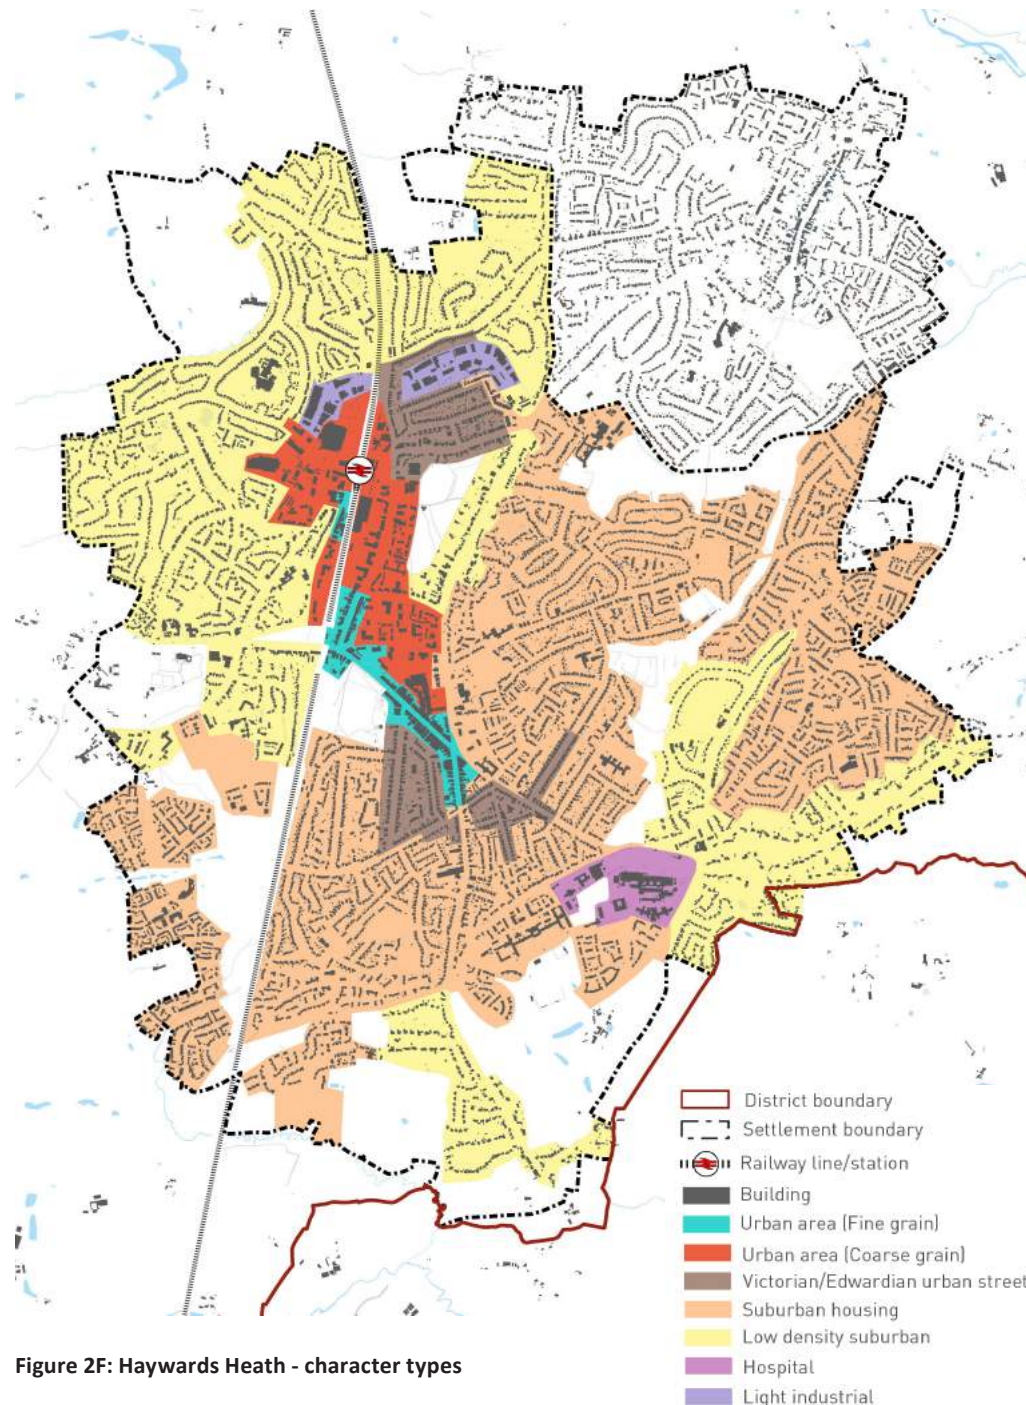 District boundary
Settlement boundary
Railway line/station
Building
Urban area (Fine grain)
Urban area (Coarse grain)
Victorian/Edwardian urban street
Suburban housing
Low density suburban
Hospital
Light industrial
Figure 2F: Haywards Heath - character types